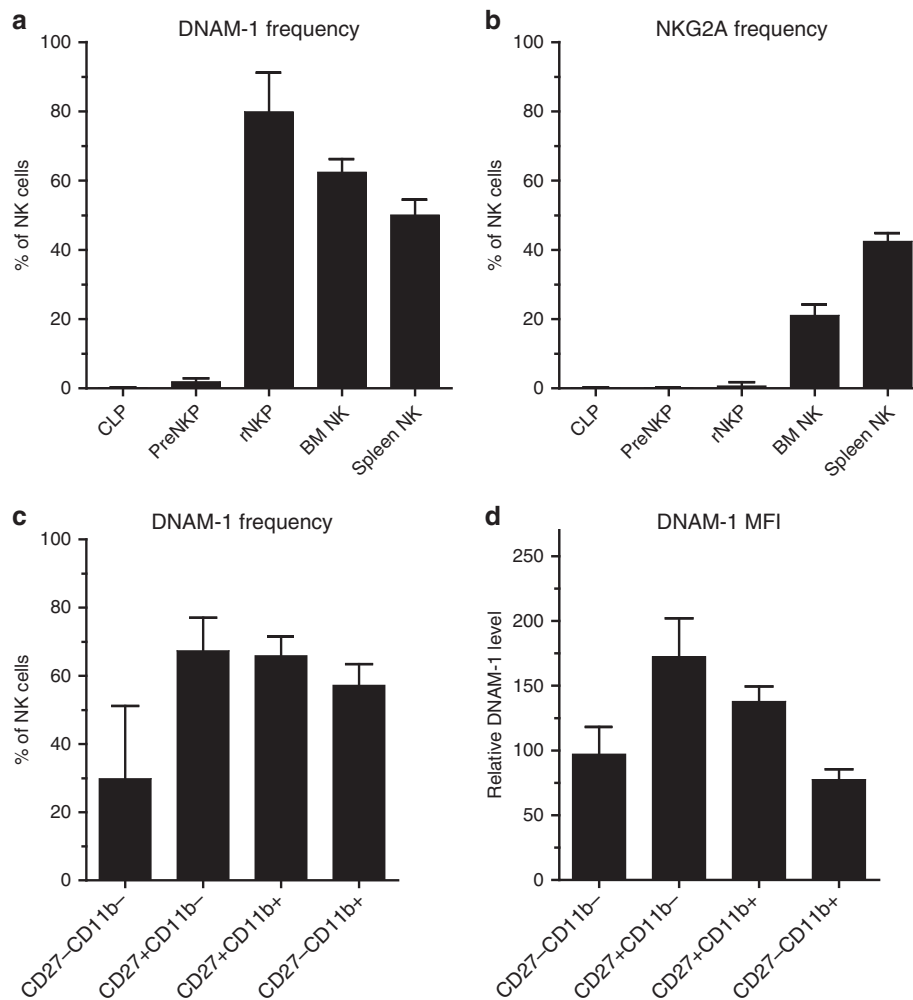 a
DNAM-1 frequency
% of NK cells
100
80
60
40
20
0
CLP
PreNKP
rNKP
BM NK
Spleen NK
b
NKG2A frequency
% of NK cells
100
80
60
40
20
0
CLP
PreNKP
rNKP
BM NK
Spleen NK
c
DNAM-1 frequency
% of NK cells
100
80
60
40
20
0
CD27–CD11b–
CD27+CD11b–
CD27+CD11b+
CD27–CD11b+
d
DNAM-1 MFI
Relative DNAM-1 level
250
200
150
100
50
0
CD27–CD11b–
CD27+CD11b–
CD27+CD11b+
CD27–CD11b+